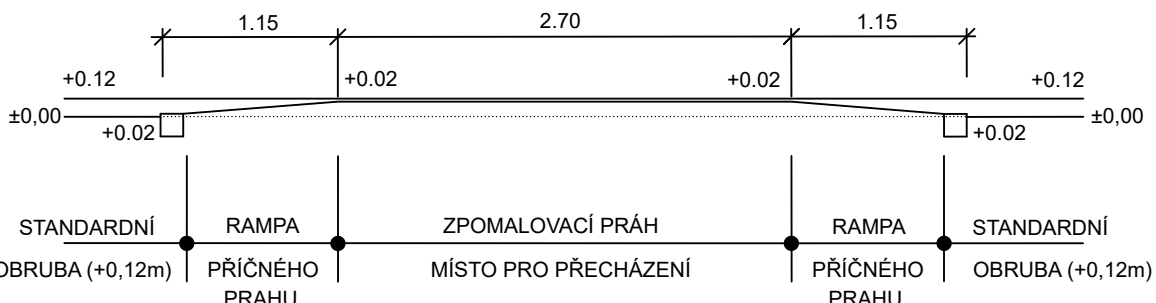 1.15 2.70 1.15
+0.12 +0.02 +0.02 +0.12
±0,00 ±0,00
+0.02 +0.02
STANDARDNÍ RAMPA ZPOMALOVACÍ PRÁH RAMPA STANDARDNÍ
OBRUBA (+0,12m) PŘÍČNÉHO MÍSTO PRO PŘECHÁZENÍ PŘÍČNÉHO OBRUBA (+0,12m)
PRAHU PRAHU